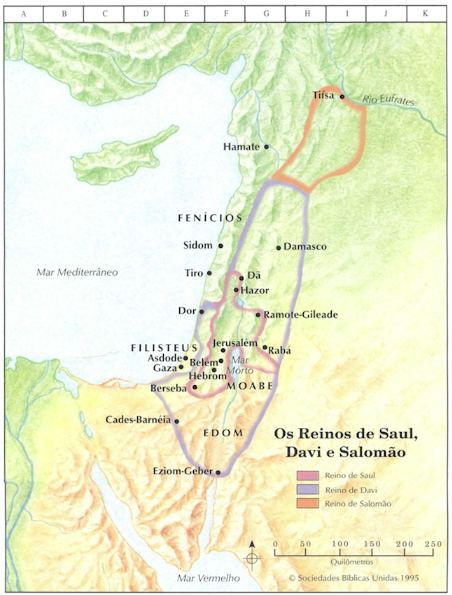 A B C D E F G H I J K
Tifsa
Rio Eufrates
Hamate
FENÍCIOS
Sidom
Damasco
Mar Mediterrâneo
Tiro
Dã
Hazor
Dor
Ramote-Gileade
FILISTEUS
Jerusalém
Asdode
Rabá
Gaza
Belém
Mar
Morto
Hebrom
Berseba
MOABE
Cades-Barnéia
EDOM
Os Reinos de Saul,
Davi e Salomão
Eziom-Geber
Reino de Saul
Reino de Davi
Reino de Salomão
0 50 100 150 200 250
Quilômetros
Mar Vermelho
© Sociedades Bíblicas Unidas 1995